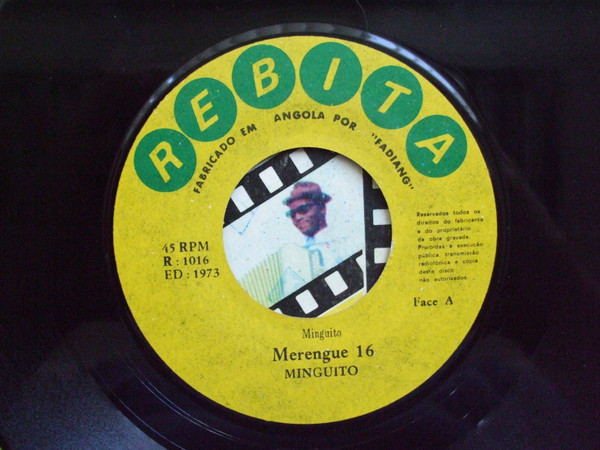 REBITA
FABRICADO EM ANGOLA POR "FADIANG"
45 RPM
R : 1016
ED : 1973
Reservados todos os
direitos do fabricante
e do proprietário
da obra gravada.
Proibidas a execução
pública, transmissão
radiofónica e cópia
deste disco
não autorizados.
Face A
Minguito
Merengue 16
MINGUITO